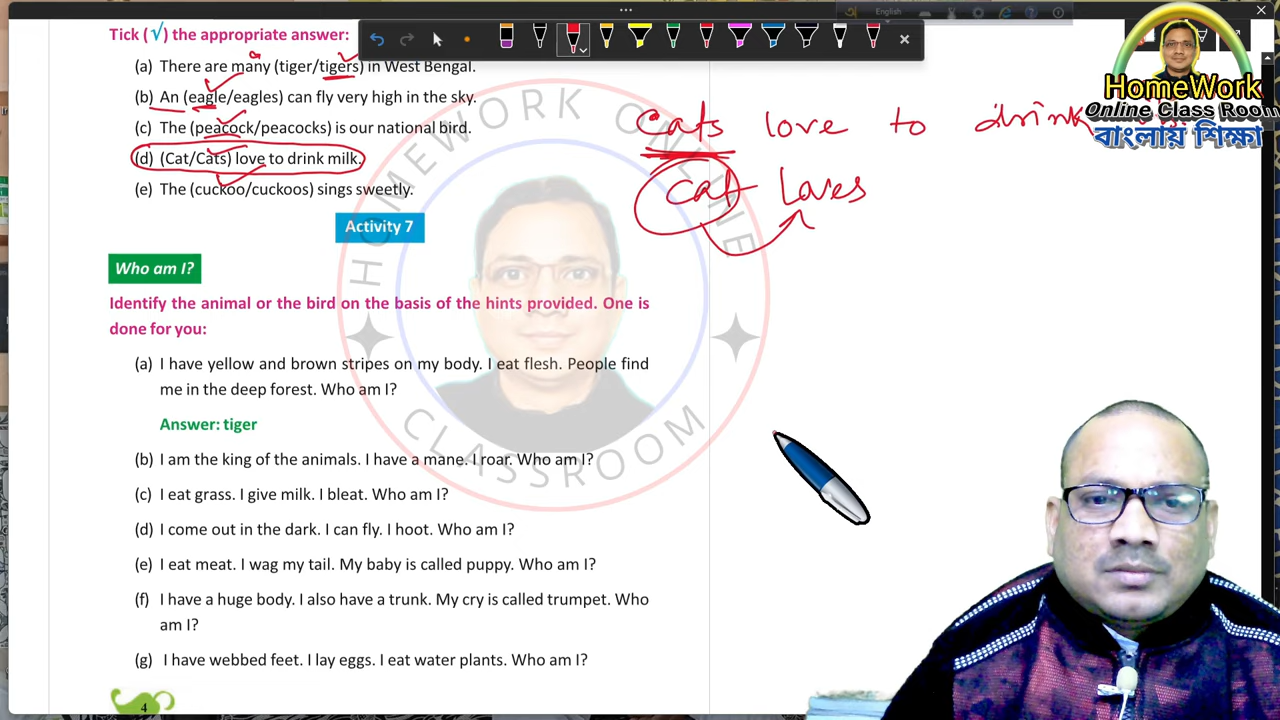 English
Tick (√) the appropriate answer:
(a) There are many (tiger/tigers) in West Bengal.
(b) An (eagle/eagles) can fly very high in the sky.
(c) The (peacock/peacocks) is our national bird.
(d) (Cat/Cats) love to drink milk.
(e) The (cuckoo/cuckoos) sings sweetly.
Cats love to drink
Cat Loves
HomeWork
Online Class Room
বাংলায় শিক্ষা
Activity 7
Who am I?
Identify the animal or the bird on the basis of the hints provided. One is
done for you:
(a) I have yellow and brown stripes on my body. I eat flesh. People find
me in the deep forest. Who am I?
Answer: tiger
(b) I am the king of the animals. I have a mane. I roar. Who am I?
(c) I eat grass. I give milk. I bleat. Who am I?
(d) I come out in the dark. I can fly. I hoot. Who am I?
(e) I eat meat. I wag my tail. My baby is called puppy. Who am I?
(f) I have a huge body. I also have a trunk. My cry is called trumpet. Who
am I?
(g) I have webbed feet. I lay eggs. I eat water plants. Who am I?
4
HOMEWORK ONLINE
CLASSROOM